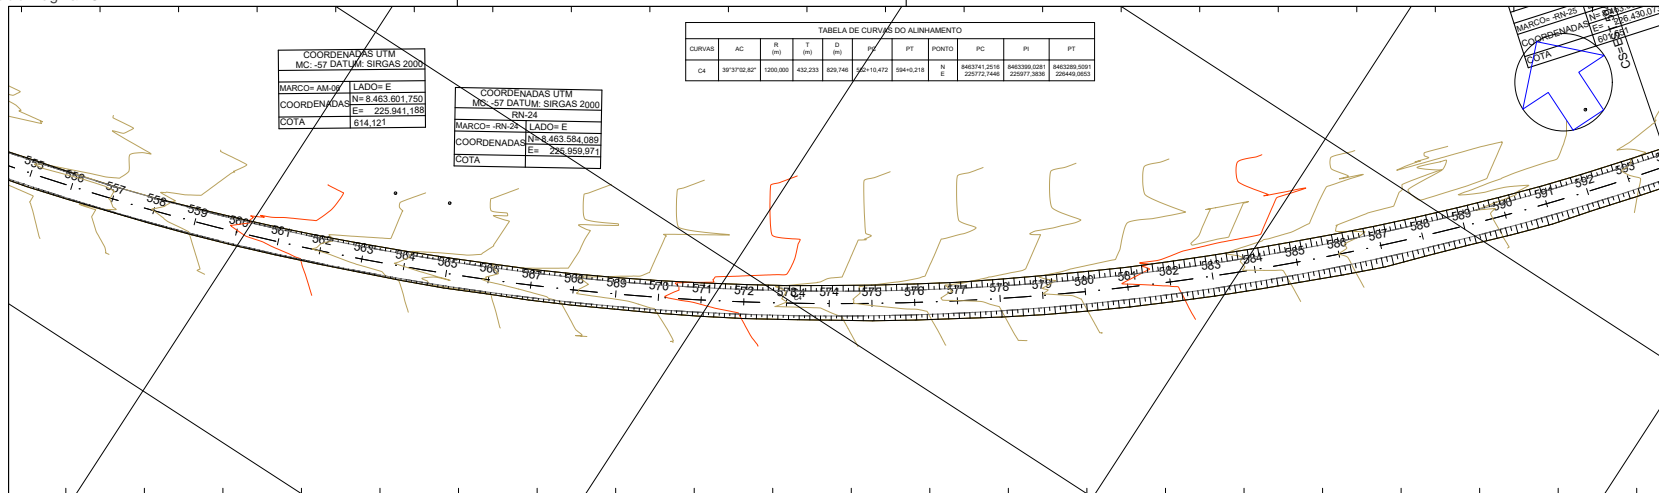 TABELA DE CURVAS DO ALINHAMENTO
CURVAS AC R (m) T (m) D (m) PC PT PONTO PC PI PT
C4 39°37'02,82" 1200,000 432,233 829,746 552+10,472 594+0,218 N 8463741,2516 8463399,0281 8463289,5091
E 225772,7446 225977,3836 226449,0653
COORDENADAS UTM
MC: -57 DATUM: SIRGAS 2000
MARCO= AM-06 LADO= E
COORDENADAS N= 8.463.601,750
E= 225.941,188
COTA 614,121
COORDENADAS UTM
MC: -57 DATUM: SIRGAS 2000
RN-24
MARCO= -RN-24 LADO= E
COORDENADAS N= 8.463.584,089
E= 225.959,971
COTA
MARCO= -RN-25
COORDENADAS N=
E=
COTA
555 556 557 558 559 560 561 562 563 564 565 566 567 568 569 570 571 572 573 574 575 576 577 578 579 580 581 582 583 584 585 586 587 588 589 590 591 592 593